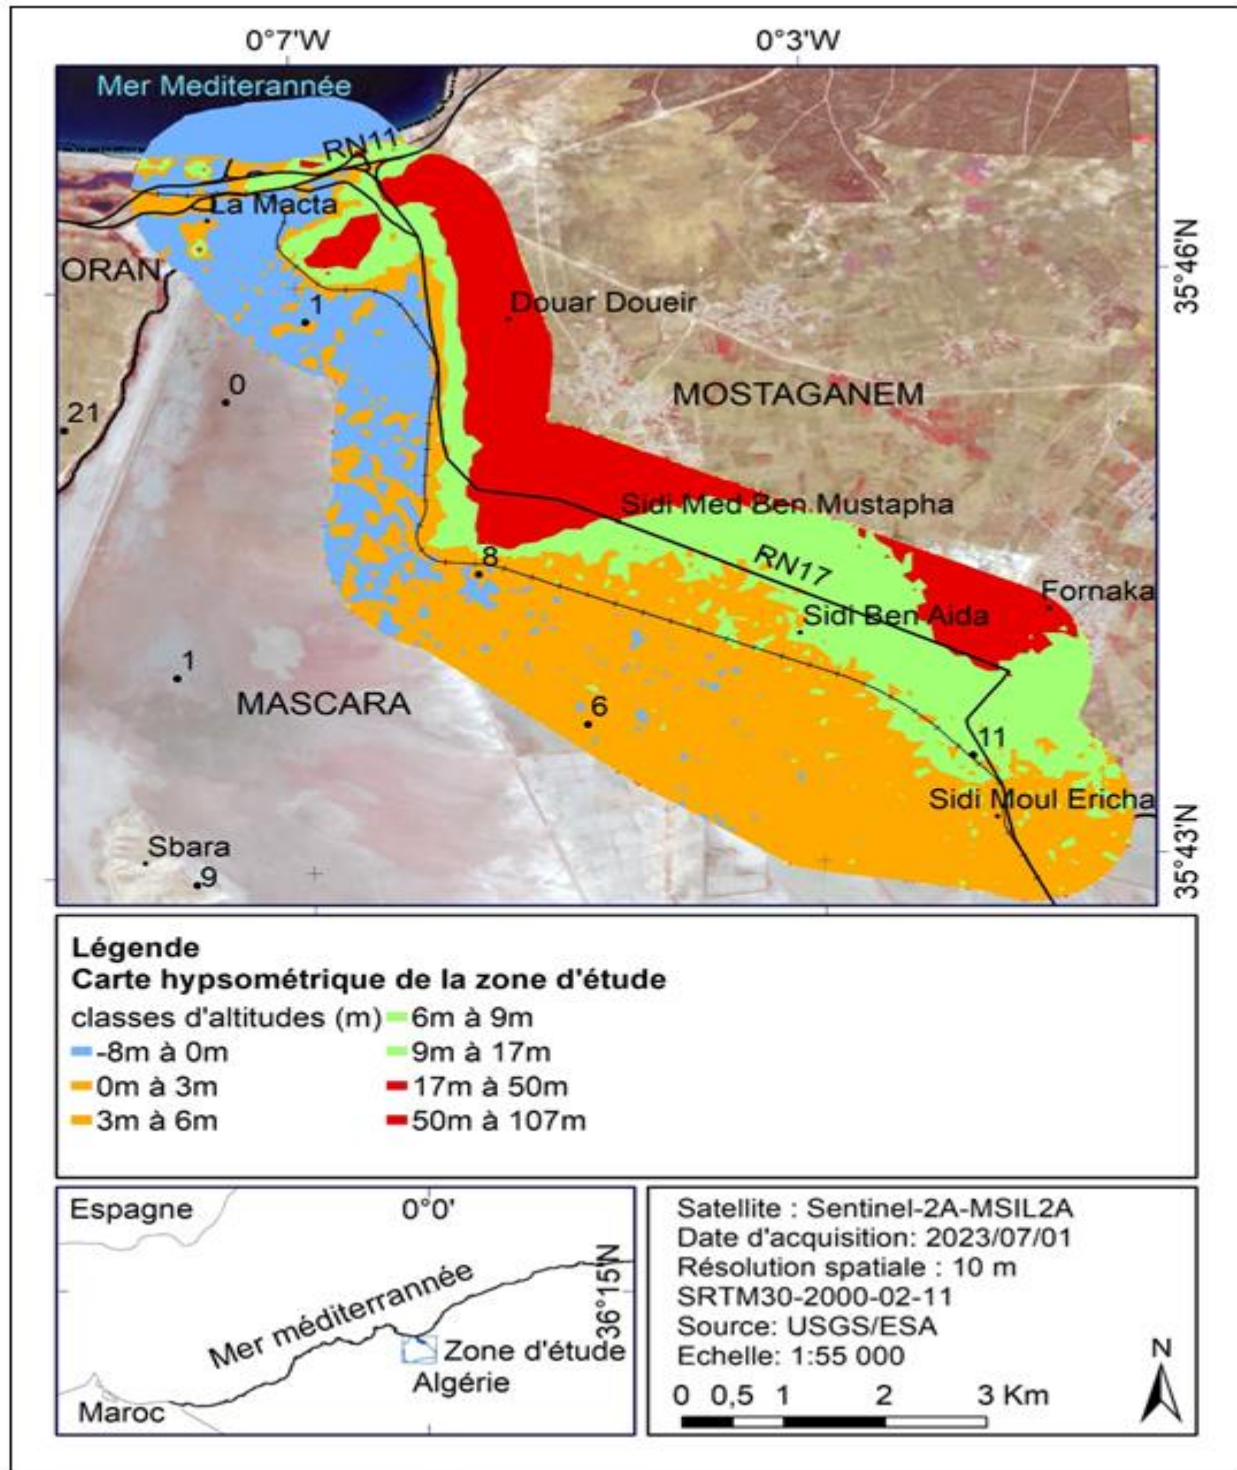 0°7'W
0°3'W
Mer Mediterannée
RN11
La Macta
ORAN
35°46'N
1
Douar Doueir
0
MOSTAGANEM
21
Sidi Med Ben Mustapha
8
RN17
Fornaka
Sidi Ben Aida
1
MASCARA
6
11
Sidi Moul Ericha
Sbara
9
35°43'N
Légende
Carte hypsométrique de la zone d'étude
classes d'altitudes (m)
-8m à 0m
0m à 3m
3m à 6m
6m à 9m
9m à 17m
17m à 50m
50m à 107m
Espagne
0°0'
36°15'N
Mer méditerrannée
Zone d'étude
Algérie
Maroc
Satellite : Sentinel-2A-MSIL2A
Date d'acquisition: 2023/07/01
Résolution spatiale : 10 m
SRTM30-2000-02-11
Source: USGS/ESA
Echelle: 1:55 000
N
0 0,5 1 2 3 Km